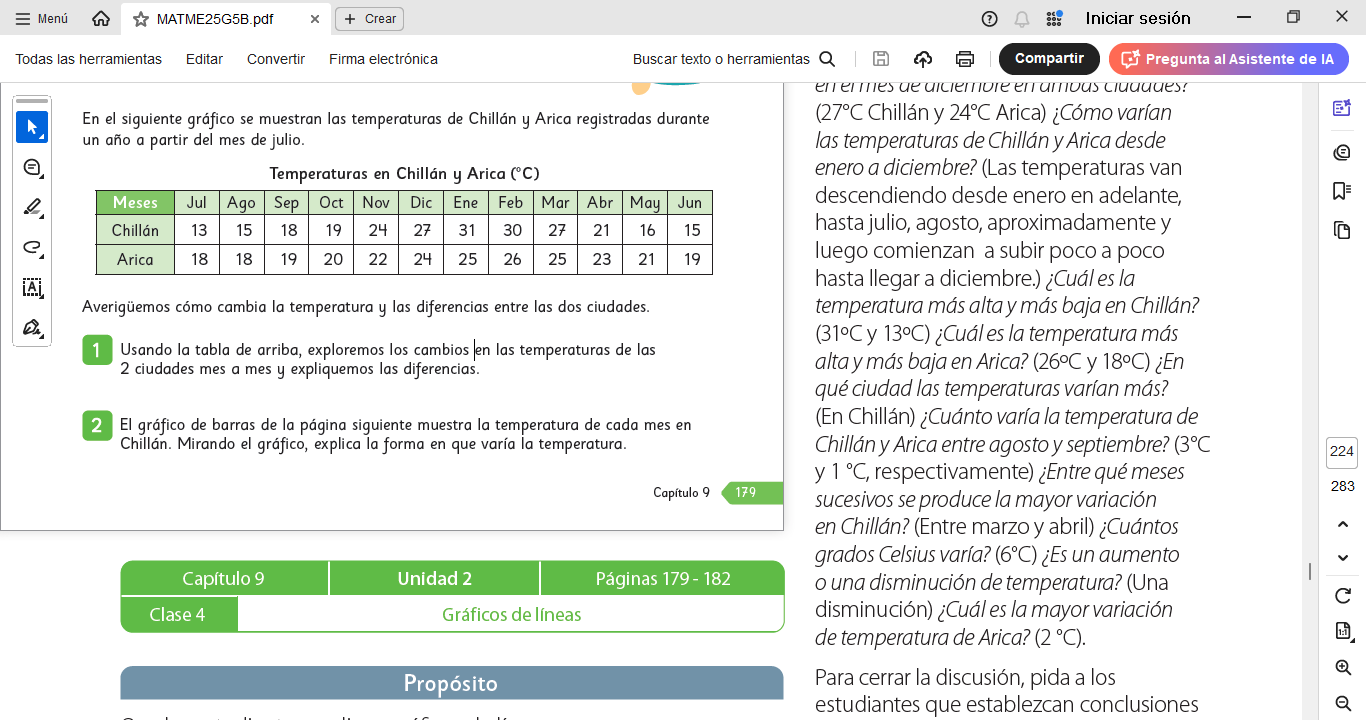 Menú
MATME25G5B.pdf
Crear
Iniciar sesión
Todas las herramientas
Editar
Convertir
Firma electrónica
Buscar texto o herramientas
Compartir
Pregunta al Asistente de IA
En el siguiente gráfico se muestran las temperaturas de Chillán y Arica registradas durante
un año a partir del mes de julio.
Temperaturas en Chillán y Arica (°C)
Meses Jul Ago Sep Oct Nov Dic Ene Feb Mar Abr May Jun
Chillán 13 15 18 19 24 27 31 30 27 21 16 15
Arica 18 18 19 20 22 24 25 26 25 23 21 19
Averigüemos cómo cambia la temperatura y las diferencias entre las dos ciudades.
1 Usando la tabla de arriba, exploremos los cambios en las temperaturas de las
2 ciudades mes a mes y expliquemos las diferencias.
2 El gráfico de barras de la página siguiente muestra la temperatura de cada mes en
Chillán. Mirando el gráfico, explica la forma en que varía la temperatura.
Capítulo 9 179
Capítulo 9 Unidad 2 Páginas 179 - 182
Clase 4 Gráficos de líneas
Propósito
en el mes de diciembre en ambas ciudades?
(27°C Chillán y 24°C Arica) ¿Cómo varían
las temperaturas de Chillán y Arica desde
enero a diciembre? (Las temperaturas van
descendiendo desde enero en adelante,
hasta julio, agosto, aproximadamente y
luego comienzan a subir poco a poco
hasta llegar a diciembre.) ¿Cuál es la
temperatura más alta y más baja en Chillán?
(31ºC y 13ºC) ¿Cuál es la temperatura más
alta y más baja en Arica? (26ºC y 18ºC) ¿En
qué ciudad las temperaturas varían más?
(En Chillán) ¿Cuánto varía la temperatura de
Chillán y Arica entre agosto y septiembre? (3°C
y 1 °C, respectivamente) ¿Entre qué meses
sucesivos se produce la mayor variación
en Chillán? (Entre marzo y abril) ¿Cuántos
grados Celsius varía? (6°C) ¿Es un aumento
o una disminución de temperatura? (Una
disminución) ¿Cuál es la mayor variación
de temperatura de Arica? (2 °C).
Para cerrar la discusión, pida a los
estudiantes que establezcan conclusiones
224
283
1:1